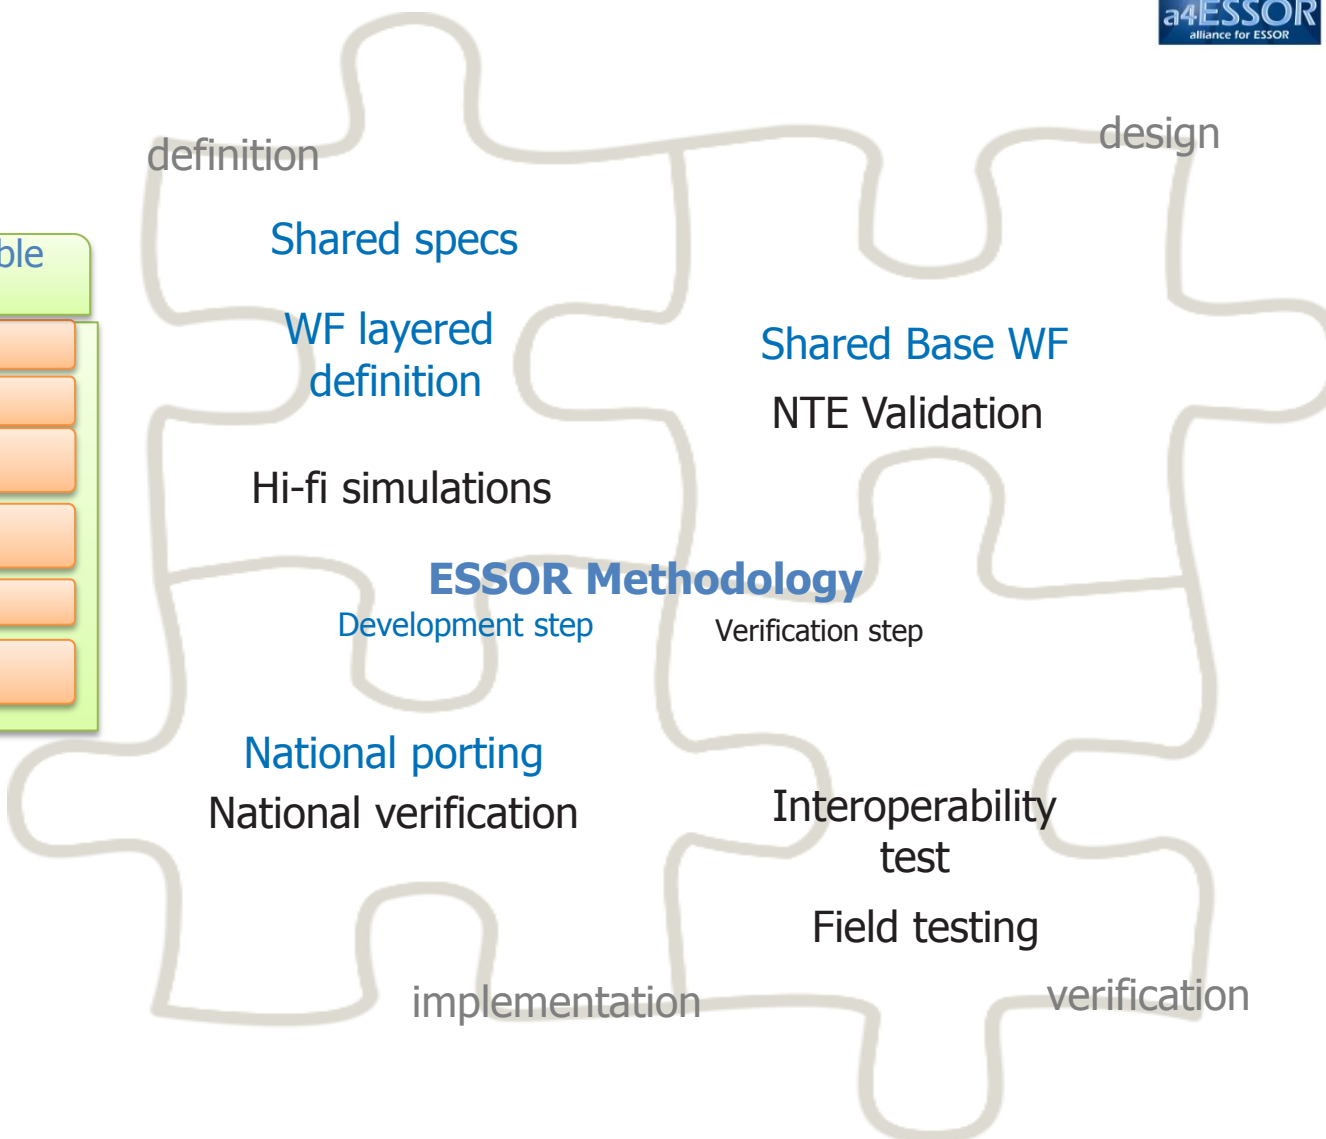 a4ESSOR
alliance for ESSOR
definition
design
Shared specs
WF layered
definition
Hi-fi simulations
Shared Base WF
NTE Validation
ESSOR Methodology
Development step
Verification step
National porting
National verification
Interoperability
test
Field testing
implementation
verification